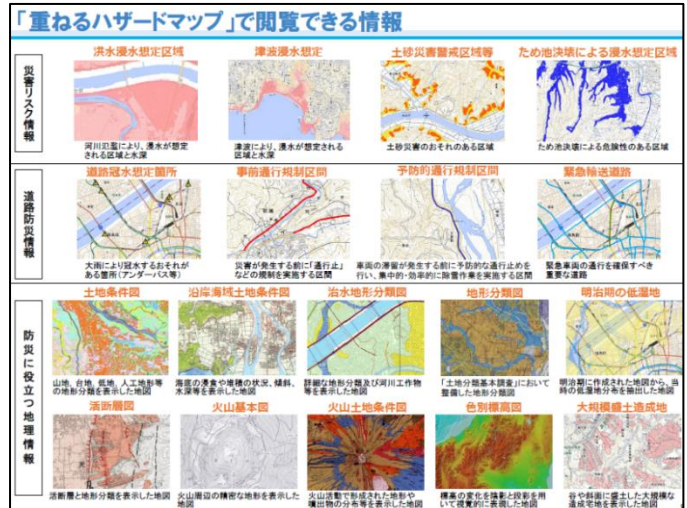 「重ねるハザードマップ」で閲覧できる情報
災害リスク情報
洪水浸水想定区域
津波浸水想定
土砂災害警戒区域等
ため池決壊による浸水想定区域
河川氾濫により、浸水が想定
される区域と水深
津波により、浸水が想定
される区域と水深
土砂災害のおそれのある区域
ため池決壊による危険性のある区域
道路防災情報
道路冠水想定箇所
事前通行規制区間
予防的通行規制区間
緊急輸送道路
大雨により冠水するおそれ
がある箇所(アンダーパス等)
災害が発生する前に「通行止」
などの規制を実施する区間
車両の滞留が発生する前に予防的な通行止めを
行い、集中的・効率的に除雪作業を実施する区間
緊急車両の通行を確保すべき
重要な道路
防災に役立つ地理情報
土地条件図
沿岸海域土地条件図
治水地形分類図
地形分類図
明治期の低湿地
山地、台地、低地、人工地形等
の地形分類を表示した地図
海底の浸食や堆積の状況、傾斜、
水深等を表示した地図
詳細な地形分類及び河川工作物
等を表示した地図
「土地分類基本調査」において
整備した地形分類図
明治期に作成された地図から、当
時の低湿地分布を抽出した地図
活断層図
火山基本図
火山土地条件図
色別標高図
大規模盛土造成地
活断層と地形分類を表示した地図
火山周辺の精密な地形を表示した
地図
火山活動で形成された地形や
噴出物の分布等を表示した地図
標高の変化を陰影と段彩を用
いて視覚的に表現した地図
谷や斜面に盛土した大規模な
造成宅地を表示した地図